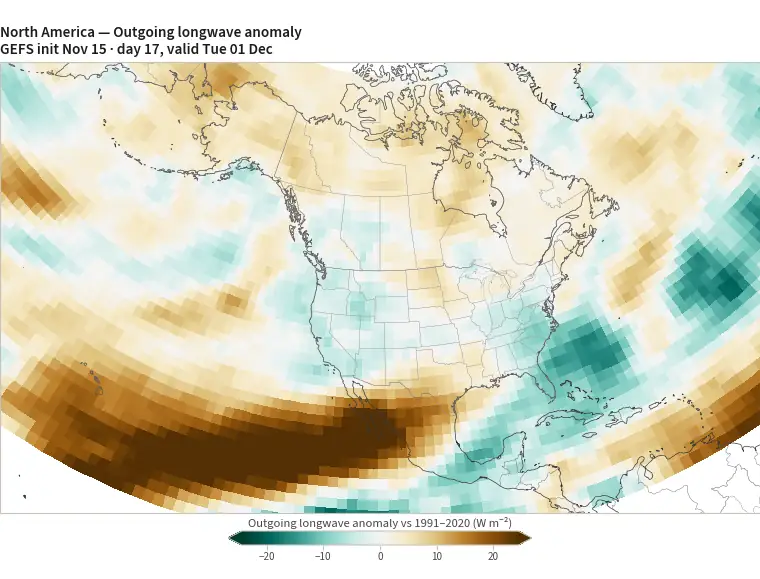 North America — Outgoing longwave anomaly
GEFS init Nov 15 · day 17, valid Tue 01 Dec
Outgoing longwave anomaly vs 1991–2020 (W m⁻²)
−20 −10 0 10 20